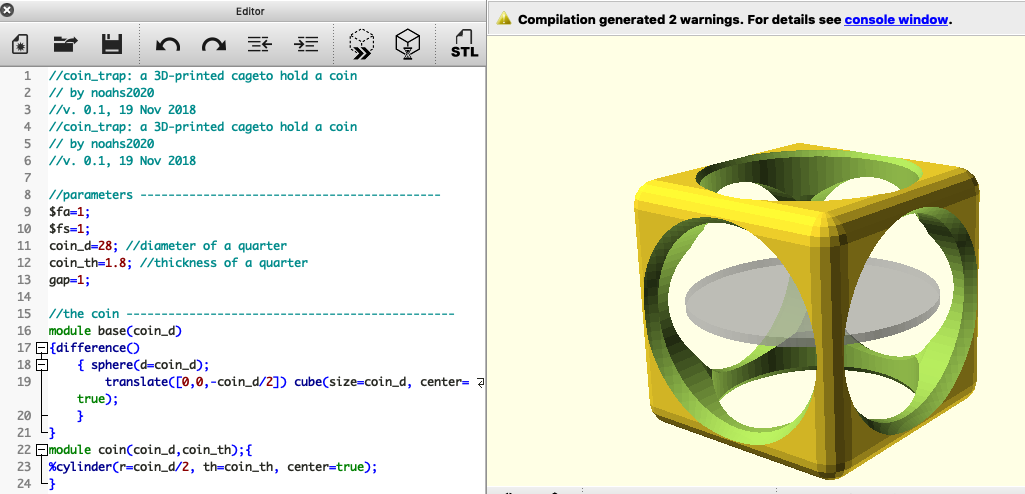 Editor
STL
1 //coin_trap: a 3D-printed cageto hold a coin
2 // by noahs2020
3 //v. 0.1, 19 Nov 2018
4 //coin_trap: a 3D-printed cageto hold a coin
5 // by noahs2020
6 //v. 0.1, 19 Nov 2018
7
8 //parameters -------------------------------------------
9 $fa=1;
10 $fs=1;
11 coin_d=28; //diameter of a quarter
12 coin_th=1.8; //thickness of a quarter
13 gap=1;
14
15 //the coin -----------------------------------------------
16 module base(coin_d)
17 {difference()
18 { sphere(d=coin_d);
19 translate([0,0,-coin_d/2]) cube(size=coin_d, center=
true);
20 }
21 }
22 module coin(coin_d,coin_th);{
23 %cylinder(r=coin_d/2, th=coin_th, center=true);
24 }
Compilation generated 2 warnings. For details see console window.